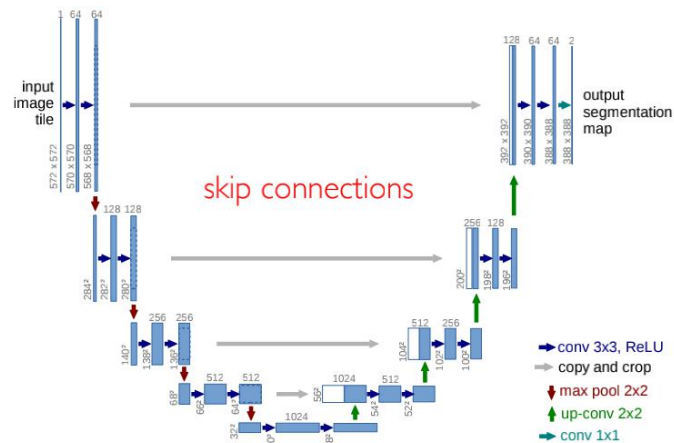 1 64 64
128 64 64 2
input
image
tile
output
segmentation
map
572 x 572
570 x 570
568 x 568
392 x 392
390 x 390
388 x 388
388 x 388
skip connections
128 128
256 128
284²
282²
280²
200²
198²
196²
256 256
512 256
140²
138²
136²
104²
102²
100²
512 512
1024 512
68²
66²
64²
56²
54²
52²
1024
32²
0²
8²
conv 3x3, ReLU
copy and crop
max pool 2x2
up-conv 2x2
conv 1x1